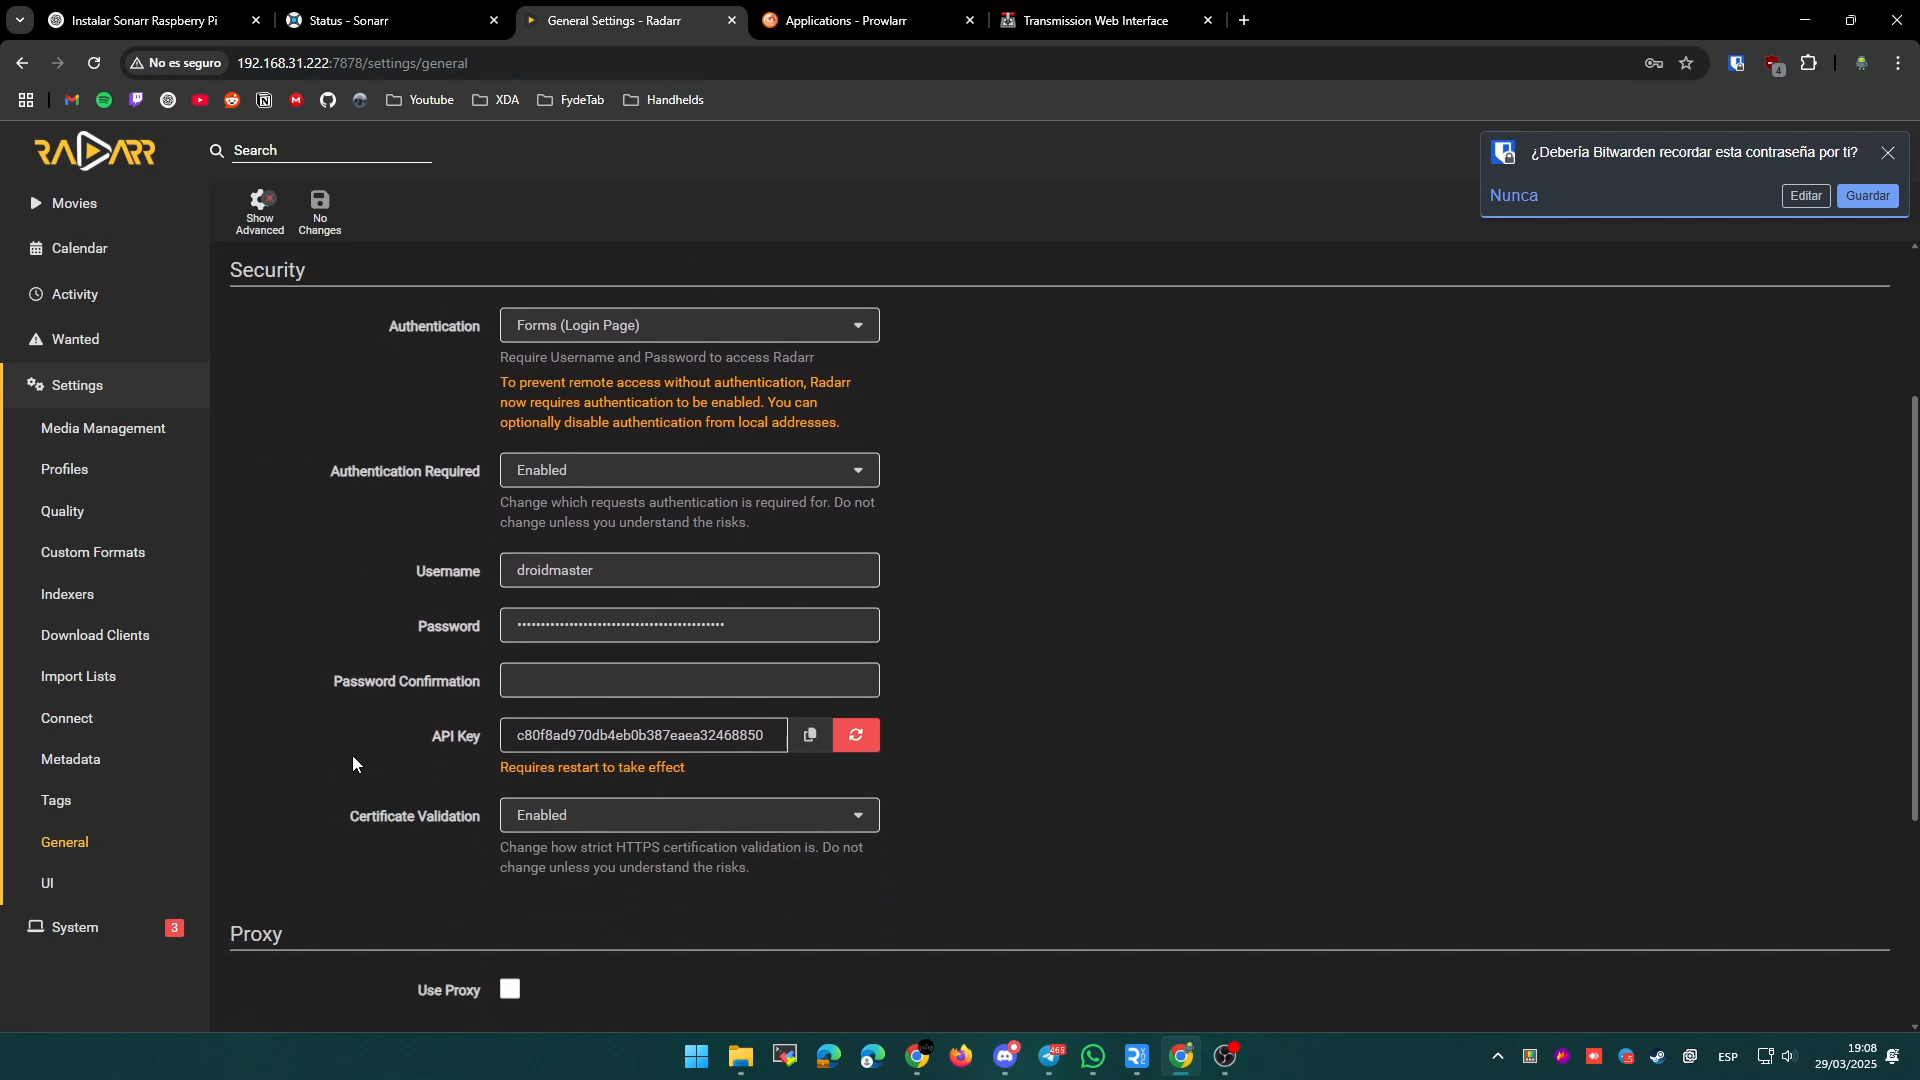 Instalar Sonarr Raspberry Pi
Status - Sonarr
General Settings - Radarr
Applications - Prowlarr
Transmission Web Interface
No es seguro
192.168.31.222:7878/settings/general
4
Youtube
XDA
FydeTab
Handhelds
RADARR
Search
¿Debería Bitwarden recordar esta contraseña por ti?
Nunca
Editar
Guardar
Movies
Calendar
Activity
Wanted
Settings
Media Management
Profiles
Quality
Custom Formats
Indexers
Download Clients
Import Lists
Connect
Metadata
Tags
General
UI
System
3
Show
Advanced
No
Changes
Security
Authentication
Forms (Login Page)
Require Username and Password to access Radarr
To prevent remote access without authentication, Radarr
now requires authentication to be enabled. You can
optionally disable authentication from local addresses.
Authentication Required
Enabled
Change which requests authentication is required for. Do not
change unless you understand the risks.
Username
droidmaster
Password
Password Confirmation
API Key
c80f8ad970db4eb0b387eaea32468850
Requires restart to take effect
Certificate Validation
Enabled
Change how strict HTTPS certification validation is. Do not
change unless you understand the risks.
Proxy
Use Proxy
465
ESP
19:08
29/03/2025